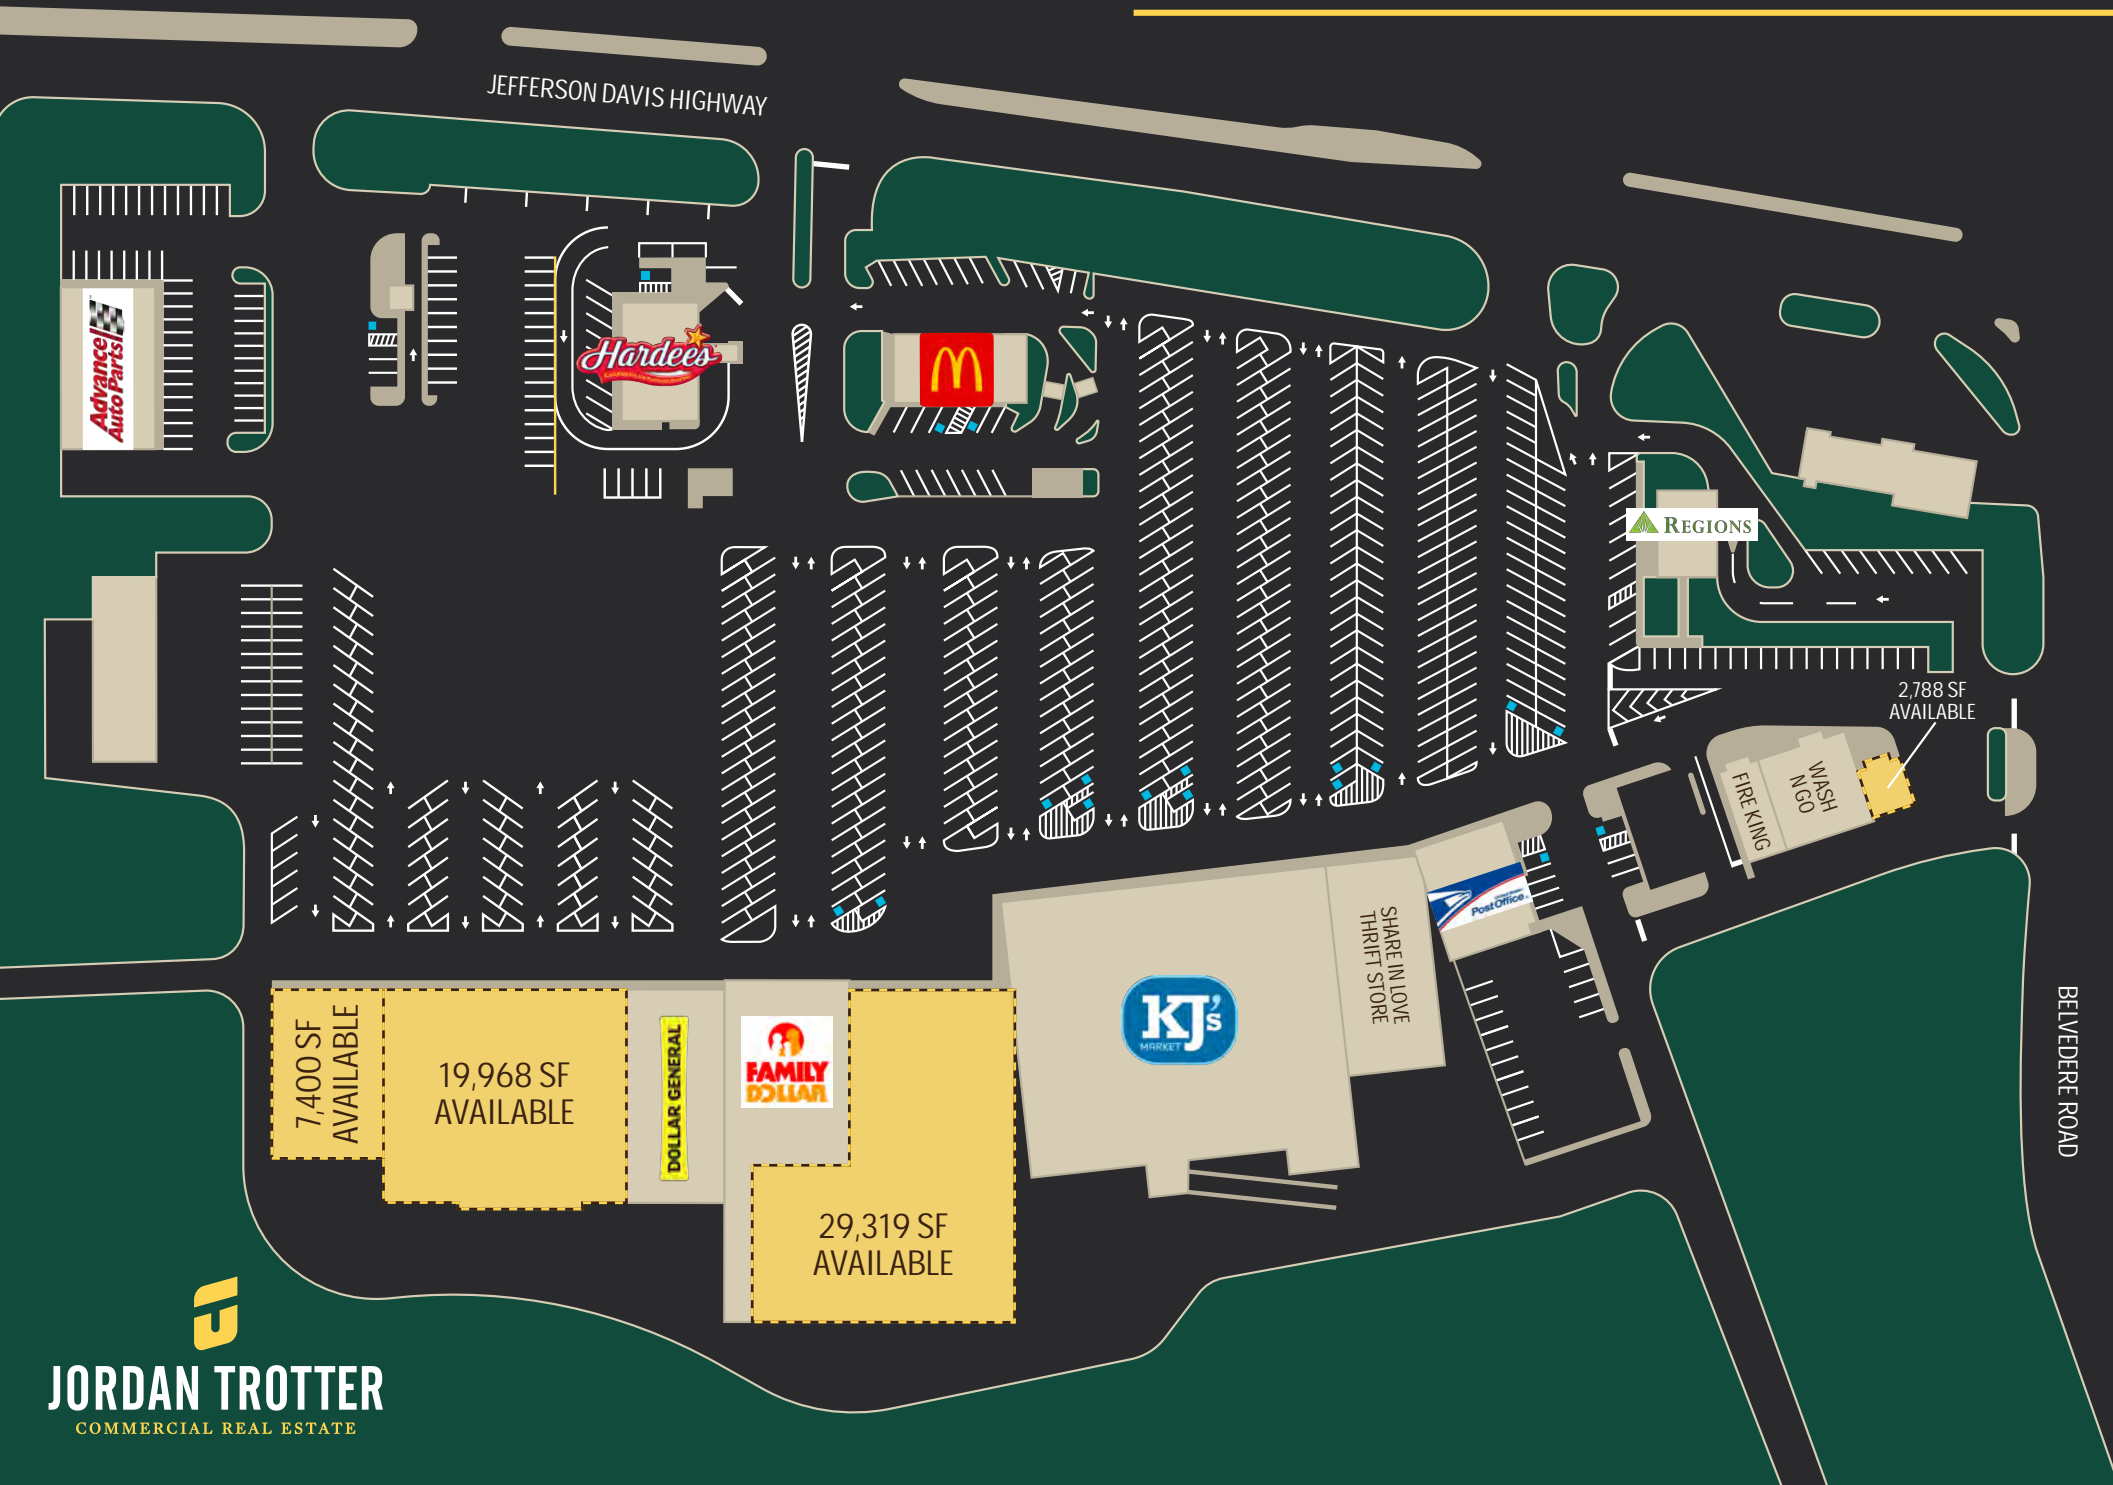 JEFFERSON DAVIS HIGHWAY
Advance
Auto Parts
Hardee's
REGIONS
2,788 SF
AVAILABLE
FIRE KING
WASH
N GO
United States
Post Office
SHARE IN LOVE
THRIFT STORE
KJ's
MARKET
7,400 SF
AVAILABLE
19,968 SF
AVAILABLE
DOLLAR GENERAL
FAMILY
DOLLAR
29,319 SF
AVAILABLE
BELVEDERE ROAD
JORDAN TROTTER
COMMERCIAL REAL ESTATE